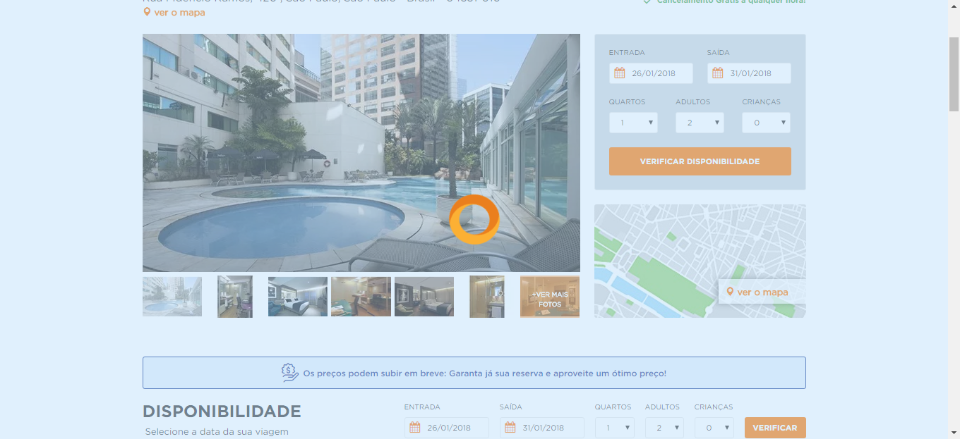 ver o mapa
Cancelamento Grátis a qualquer hora!
ENTRADA SAÍDA
26/01/2018 31/01/2018
QUARTOS ADULTOS CRIANÇAS
1 2 0
VERIFICAR DISPONIBILIDADE
+VER MAIS
FOTOS
ver o mapa
Os preços podem subir em breve: Garanta já sua reserva e aproveite um ótimo preço!
DISPONIBILIDADE
Selecione a data da sua viagem
ENTRADA SAÍDA QUARTOS ADULTOS CRIANÇAS
26/01/2018 31/01/2018 1 2 0 VERIFICAR